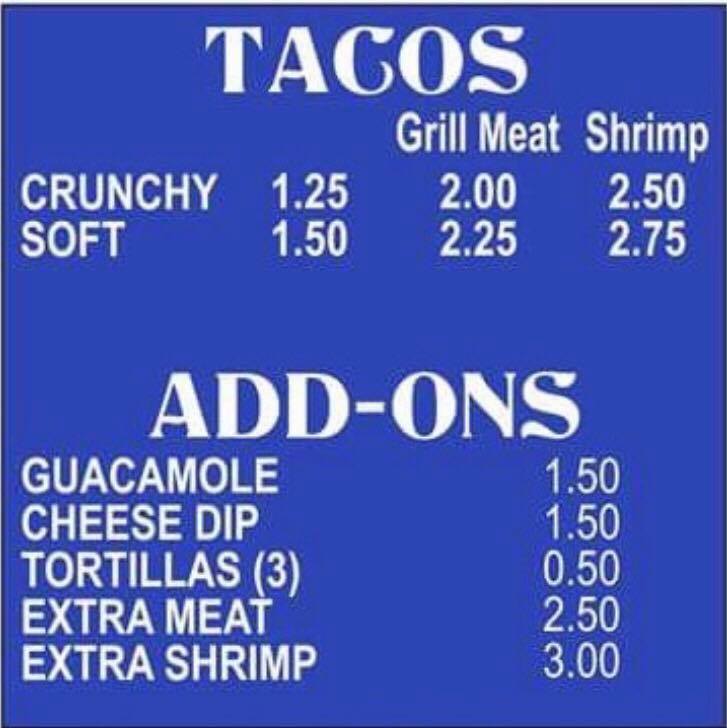 TACOS
Grill Meat Shrimp
CRUNCHY 1.25 2.00 2.50
SOFT 1.50 2.25 2.75
ADD-ONS
GUACAMOLE 1.50
CHEESE DIP 1.50
TORTILLAS (3) 0.50
EXTRA MEAT 2.50
EXTRA SHRIMP 3.00